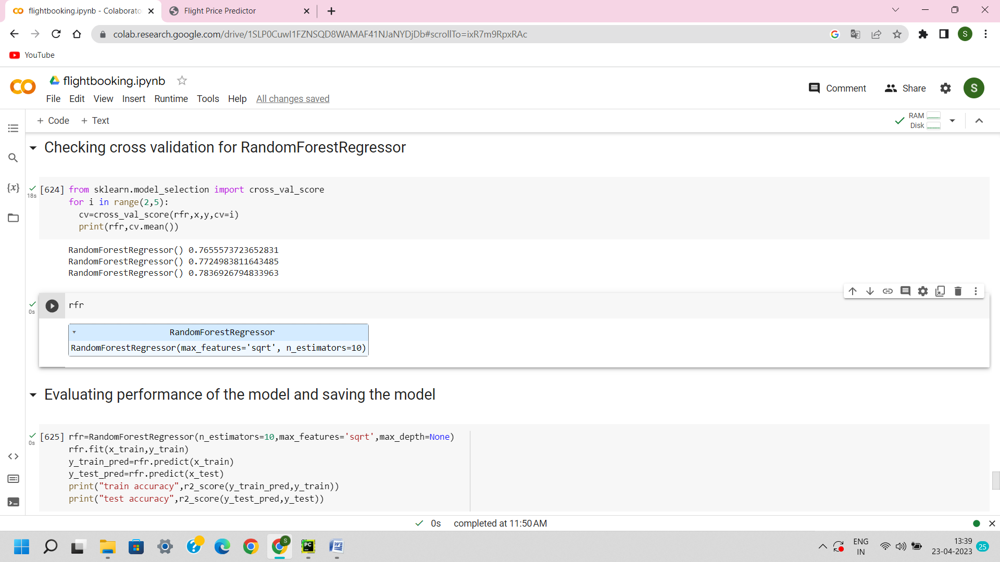 flightbooking.ipynb - Colaborato
Flight Price Predictor
colab.research.google.com/drive/1SLP0CuwI1FZNSQD8WAMAF41NJaNYDjDb#scrollTo=ixR7m9RpxRAc
S
YouTube
flightbooking.ipynb
File Edit View Insert Runtime Tools Help All changes saved
Comment Share S
+ Code + Text
RAM
Disk
Checking cross validation for RandomForestRegressor
{x}
18s
[624] from sklearn.model_selection import cross_val_score
for i in range(2,5):
cv=cross_val_score(rfr,x,y,cv=i)
print(rfr,cv.mean())
RandomForestRegressor() 0.7655573723652831
RandomForestRegressor() 0.7724983811643485
RandomForestRegressor() 0.7836926794833963
0s
rfr
RandomForestRegressor
RandomForestRegressor(max_features='sqrt', n_estimators=10)
Evaluating performance of the model and saving the model
0s
[625] rfr=RandomForestRegressor(n_estimators=10,max_features='sqrt',max_depth=None)
rfr.fit(x_train,y_train)
y_train_pred=rfr.predict(x_train)
y_test_pred=rfr.predict(x_test)
print("train accuracy",r2_score(y_train_pred,y_train))
print("test accuracy",r2_score(y_test_pred,y_test))
0s completed at 11:50 AM
S
PC
W
ENG
IN
13:39
23-04-2023
25